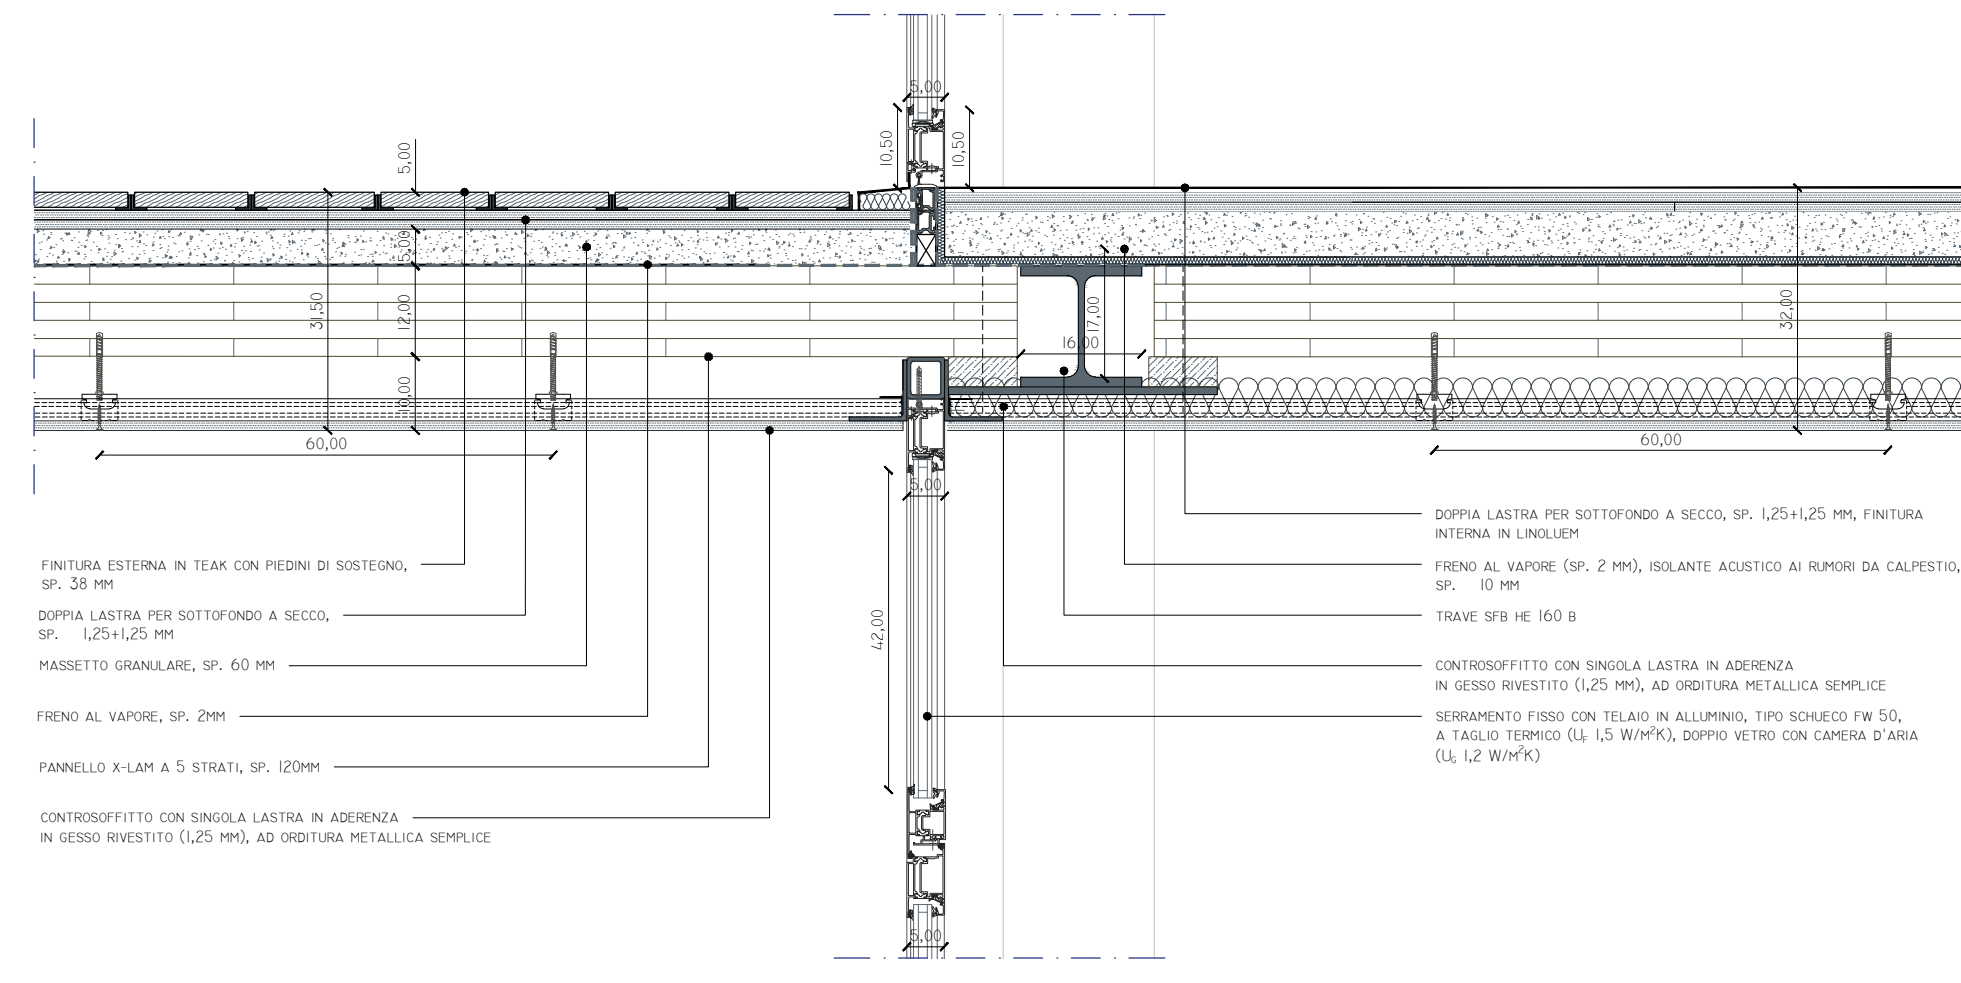 5,00
10,50
10,50
5,00
5,00
31,50
12,00
17,00
32,00
16,00
10,00
60,00
60,00
5,00
42,00
5,00
FINITURA ESTERNA IN TEAK CON PIEDINI DI SOSTEGNO,
SP. 38 MM
DOPPIA LASTRA PER SOTTOFONDO A SECCO,
SP. 1,25+1,25 MM
MASSETTO GRANULARE, SP. 60 MM
FRENO AL VAPORE, SP. 2MM
PANNELLO X-LAM A 5 STRATI, SP. 120MM
CONTROSOFFITTO CON SINGOLA LASTRA IN ADERENZA
IN GESSO RIVESTITO (1,25 MM), AD ORDITURA METALLICA SEMPLICE
DOPPIA LASTRA PER SOTTOFONDO A SECCO, SP. 1,25+1,25 MM, FINITURA
INTERNA IN LINOLUEM
FRENO AL VAPORE (SP. 2 MM), ISOLANTE ACUSTICO AI RUMORI DA CALPESTIO,
SP. 10 MM
TRAVE SFB HE 160 B
CONTROSOFFITTO CON SINGOLA LASTRA IN ADERENZA
IN GESSO RIVESTITO (1,25 MM), AD ORDITURA METALLICA SEMPLICE
SERRAMENTO FISSO CON TELAIO IN ALLUMINIO, TIPO SCHUECO FW 50,
A TAGLIO TERMICO (UF 1,5 W/M²K), DOPPIO VETRO CON CAMERA D'ARIA
(UG 1,2 W/M²K)